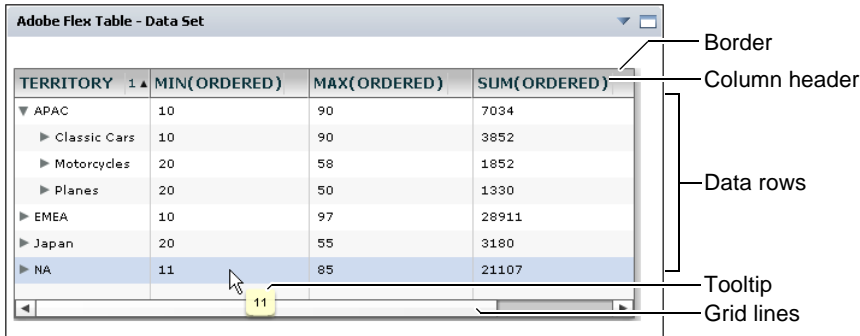 Adobe Flex Table - Data Set
Border
TERRITORY 1 MIN(ORDERED) MAX(ORDERED) SUM(ORDERED)
Column header
APAC 10 90 7034
Classic Cars 10 90 3852
Motorcycles 20 58 1852
Planes 20 50 1330
Data rows
EMEA 10 97 28911
Japan 20 55 3180
NA 11 85 21107
Tooltip
11
Grid lines